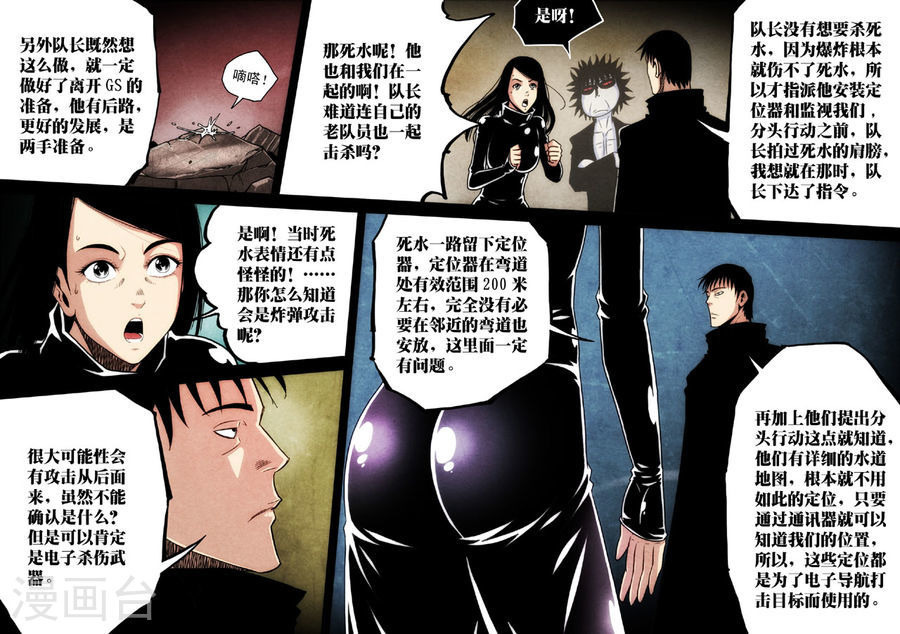 另外队长既然想
这么做，就一定
做好了离开GS的
准备，他有后路，
更好的发展，是
两手准备。
嘀嗒！
那死水呢！他
也和我们在一
起的啊！队长
难道连自己的
老队员也一起
击杀吗？
是呀！
队长没有想要杀死
水，因为爆炸根本
就伤不了死水，所
以才指派他安装定
位器和监视我们，
分头行动之前，队
长拍过死水的肩膀，
我想就在那时，队
长下达了指令。
是啊！当时死
水表情还有点
怪怪的！……
那你怎么知道
会是炸弹攻击
呢？
死水一路留下定位
器，定位器在弯道
处有效范围200米
左右，完全没有必
要在邻近的弯道也
安放，这里面一定
有问题。
很大可能性会
有攻击从后面
来，虽然不能
确认是什么？
但是可以肯定
是电子杀伤武
器。
再加上他们提出分
头行动这点就知道，
他们有详细的水道
地图，根本就不用
如此的定位，只要
通过通讯器就可以
知道我们的位置，
所以，这些定位都
是为了电子导航打
击目标而使用的。
漫画台